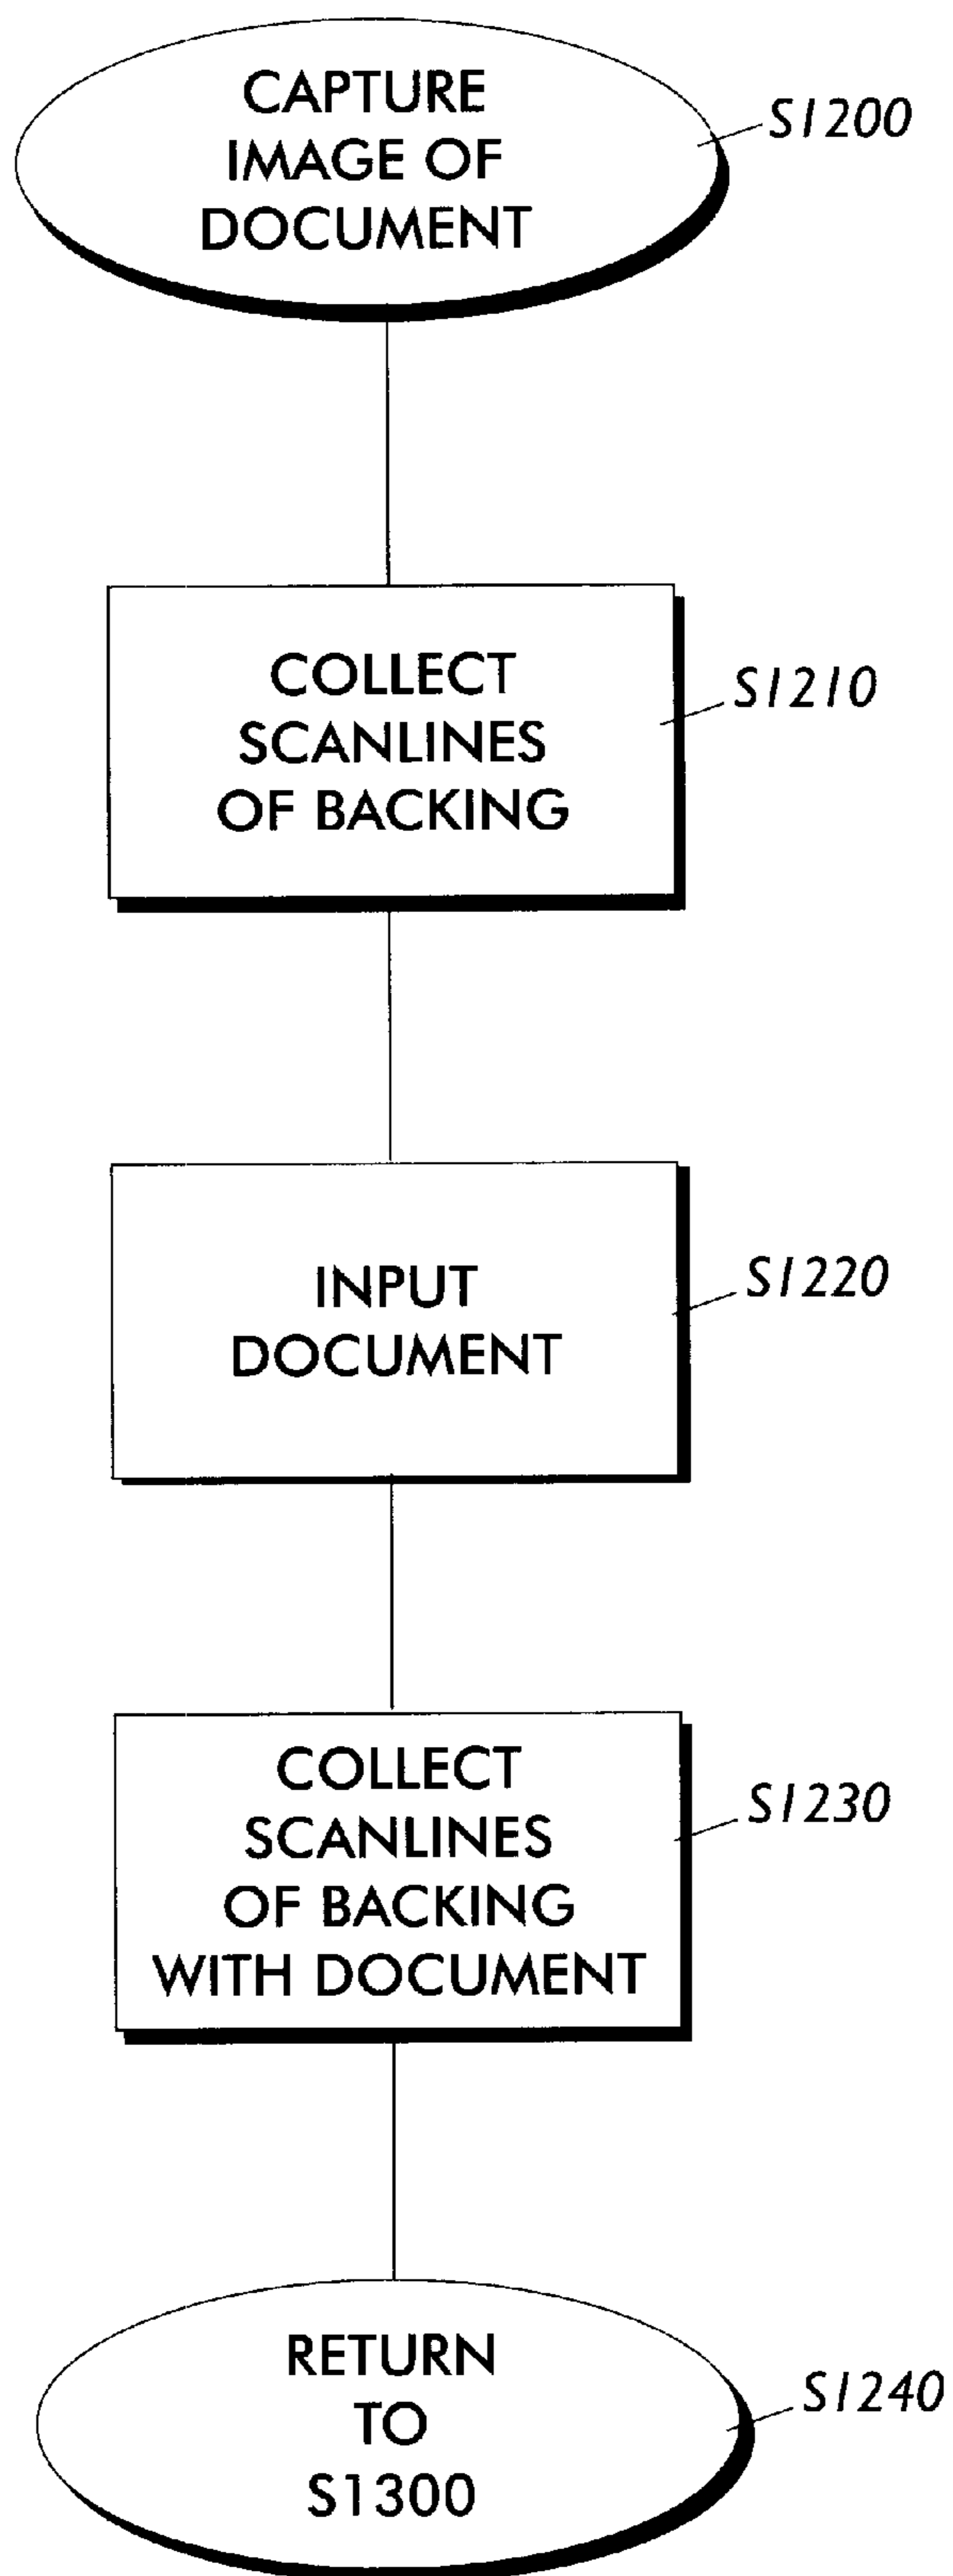 CAPTURE
IMAGE OF
DOCUMENT
S1200
COLLECT
SCANLINES
OF BACKING
S1210
INPUT
DOCUMENT
S1220
COLLECT
SCANLINES
OF BACKING
WITH DOCUMENT
S1230
RETURN
TO
S1300
S1240